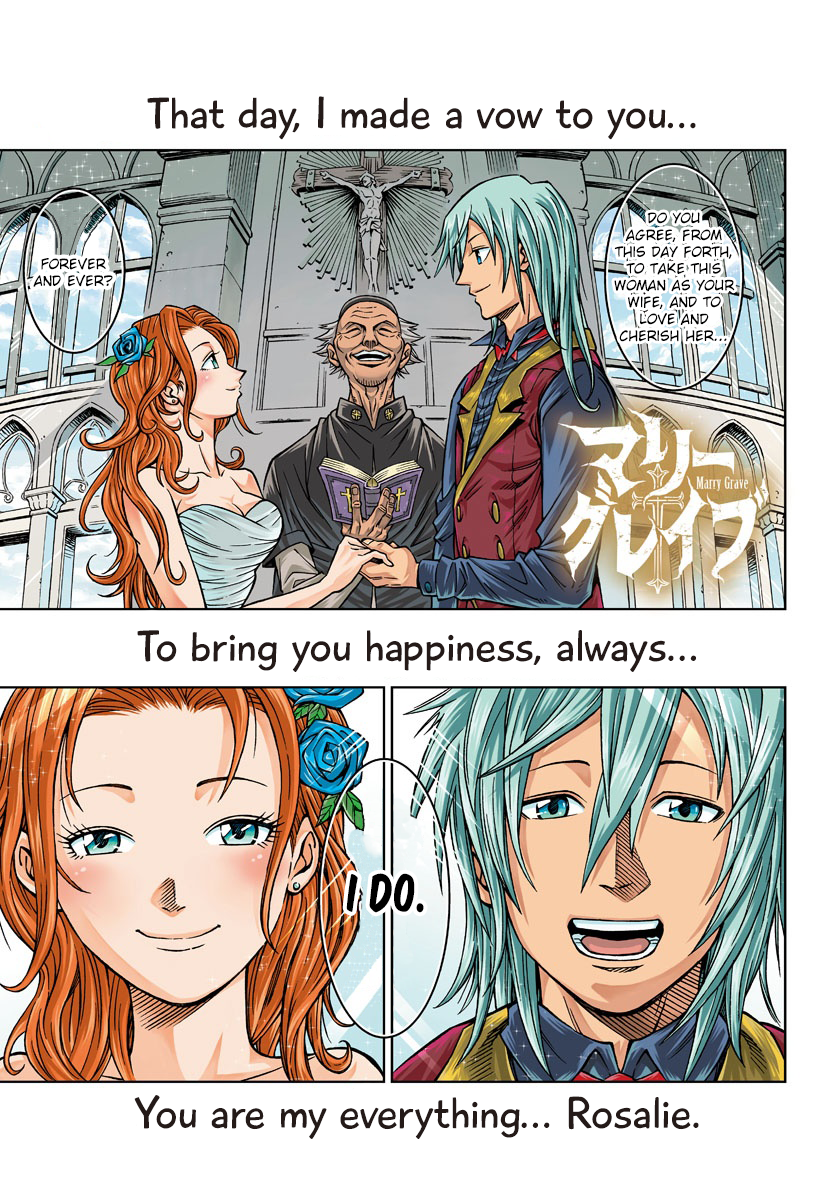 That day, I made a vow to you...
DO YOU
AGREE, FROM
THIS DAY FORTH,
TO TAKE THIS
WOMAN AS YOUR
WIFE, AND TO
LOVE AND
CHERISH HER...
FOREVER
AND EVER?
マリー
Marry Grave
グレイブ
To bring you happiness, always...
I DO.
You are my everything... Rosalie.